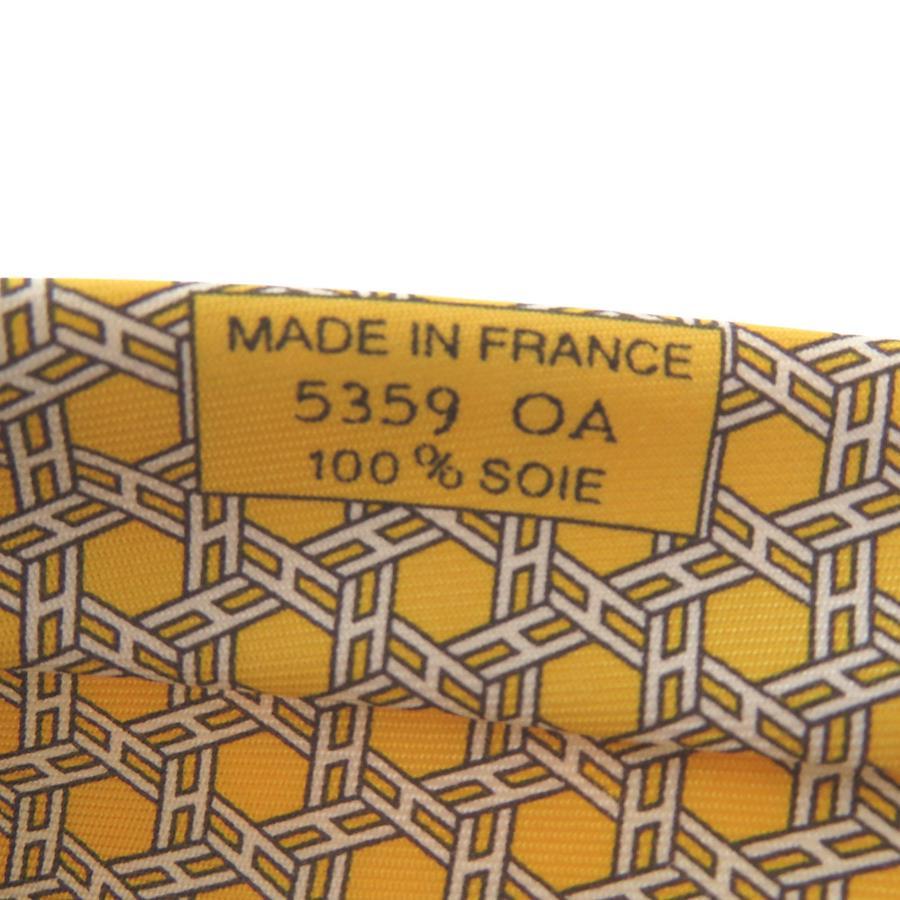 MADE IN FRANCE
5359 OA
100% SOIE